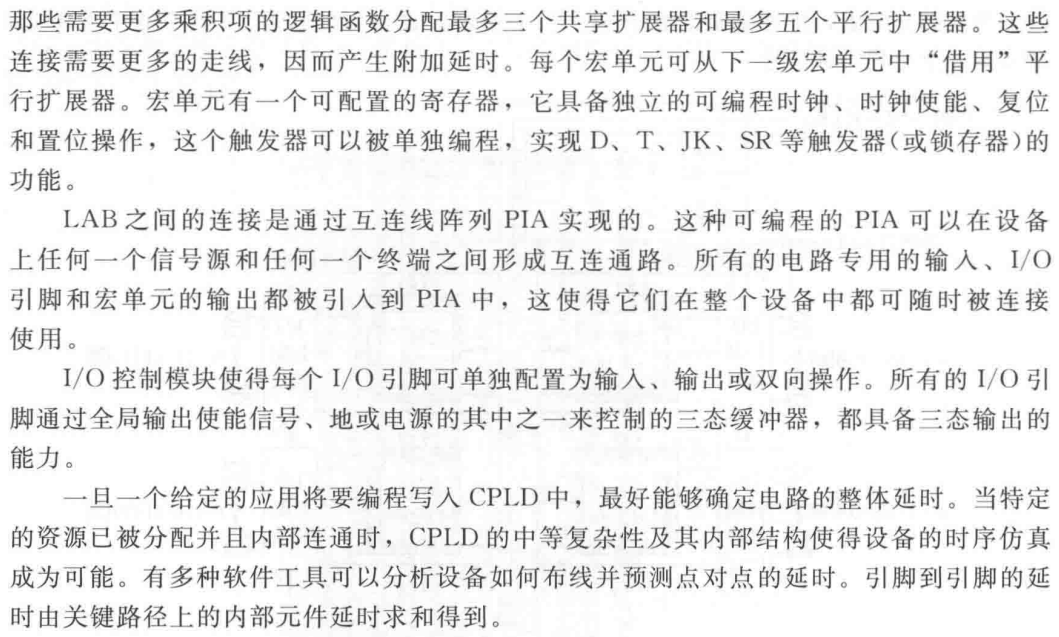 那些需要更多乘积项的逻辑函数分配最多三个共享扩展器和最多五个平行扩展器。这些
连接需要更多的走线，因而产生附加延时。每个宏单元可从下一级宏单元中“借用”平
行扩展器。宏单元有一个可配置的寄存器，它具备独立的可编程时钟、时钟使能、复位
和置位操作，这个触发器可以被单独编程，实现 D、T、JK、SR 等触发器(或锁存器)的
功能。
LAB 之间的连接是通过互连线阵列 PIA 实现的。这种可编程的 PIA 可以在设备
上任何一个信号源和任何一个终端之间形成互连通路。所有的电路专用的输入、I/O
引脚和宏单元的输出都被引入到 PIA 中，这使得它们在整个设备中都可随时被连接
使用。
I/O 控制模块使得每个 I/O 引脚可单独配置为输入、输出或双向操作。所有的 I/O 引
脚通过全局输出使能信号、地或电源的其中之一来控制的三态缓冲器，都具备三态输出的
能力。
一旦一个给定的应用将要编程写入 CPLD 中，最好能够确定电路的整体延时。当特定
的资源已被分配并且内部连通时，CPLD 的中等复杂性及其内部结构使得设备的时序仿真
成为可能。有多种软件工具可以分析设备如何布线并预测点对点的延时。引脚到引脚的延
时由关键路径上的内部元件延时求和得到。